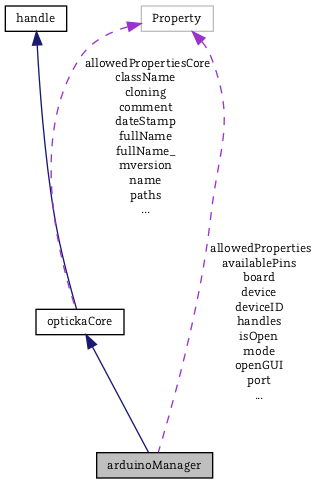 handle
Property
allowedPropertiesCore
className
cloning
comment
dateStamp
fullName
fullName_
mversion
name
paths
...
allowedProperties
availablePins
board
device
deviceID
handles
isOpen
mode
openGUI
port
...
optickaCore
arduinoManager